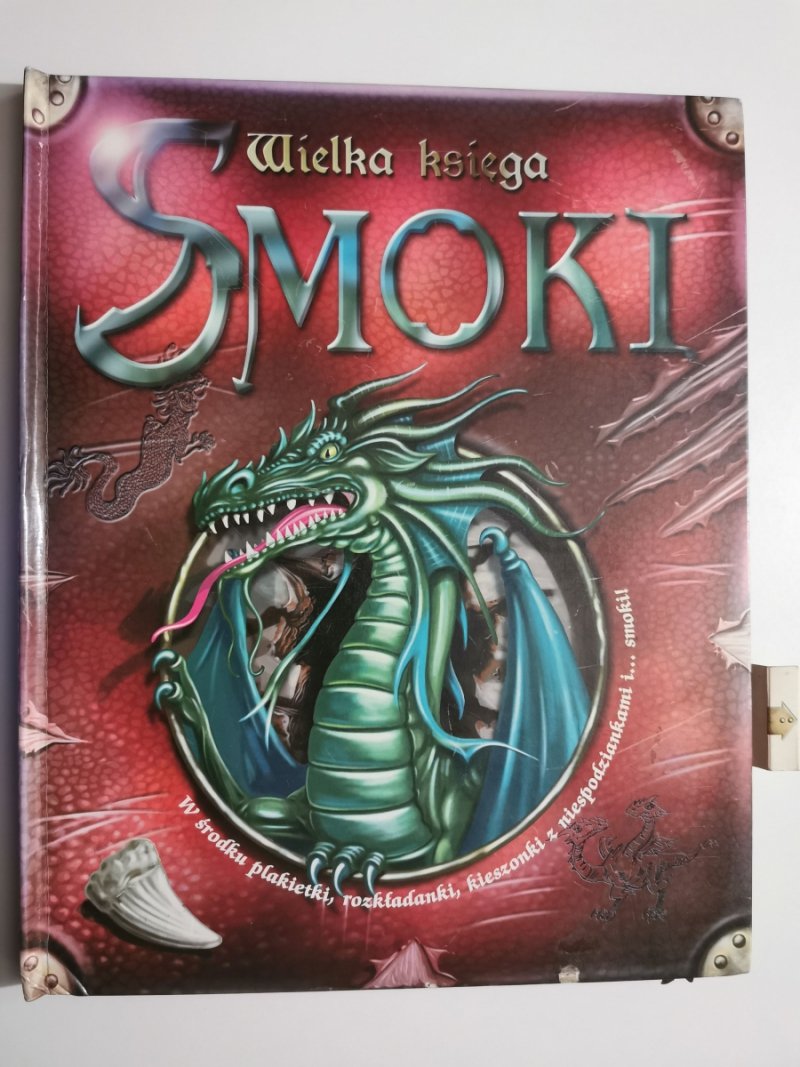 Wielka księga
SMOKI
W środku plakietki, rozkładanki, kieszonki z niespodziankami i... smoki!